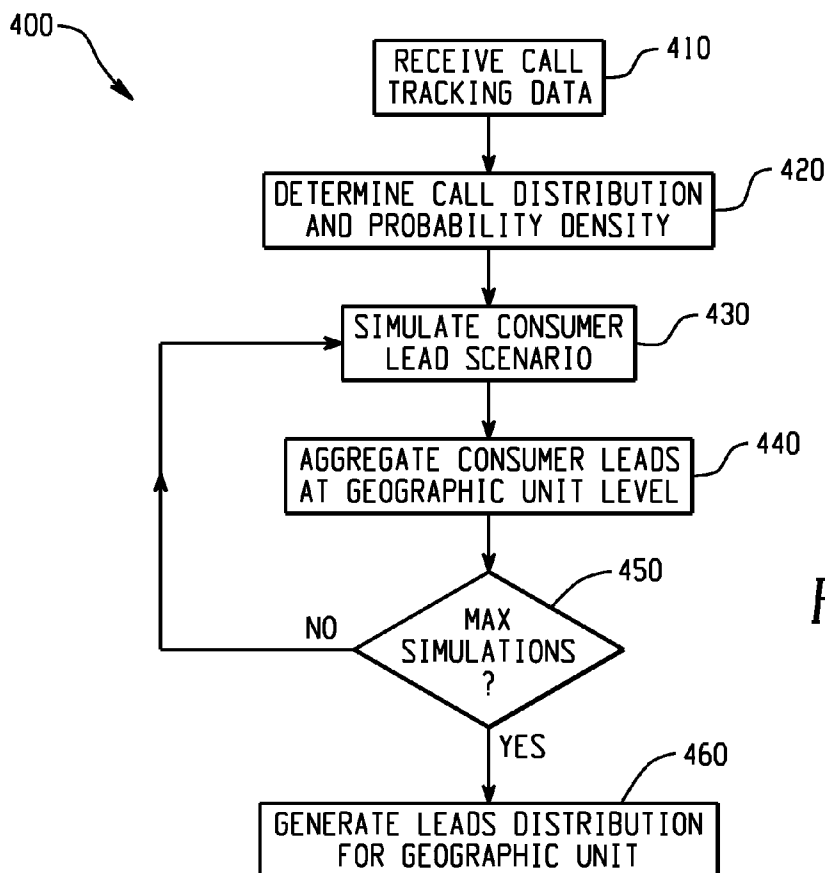 400
RECEIVE CALL
TRACKING DATA
410
DETERMINE CALL DISTRIBUTION
AND PROBABILITY DENSITY
420
SIMULATE CONSUMER
LEAD SCENARIO
430
AGGREGATE CONSUMER LEADS
AT GEOGRAPHIC UNIT LEVEL
440
MAX
SIMULATIONS
?
450
NO
YES
GENERATE LEADS DISTRIBUTION
FOR GEOGRAPHIC UNIT
460